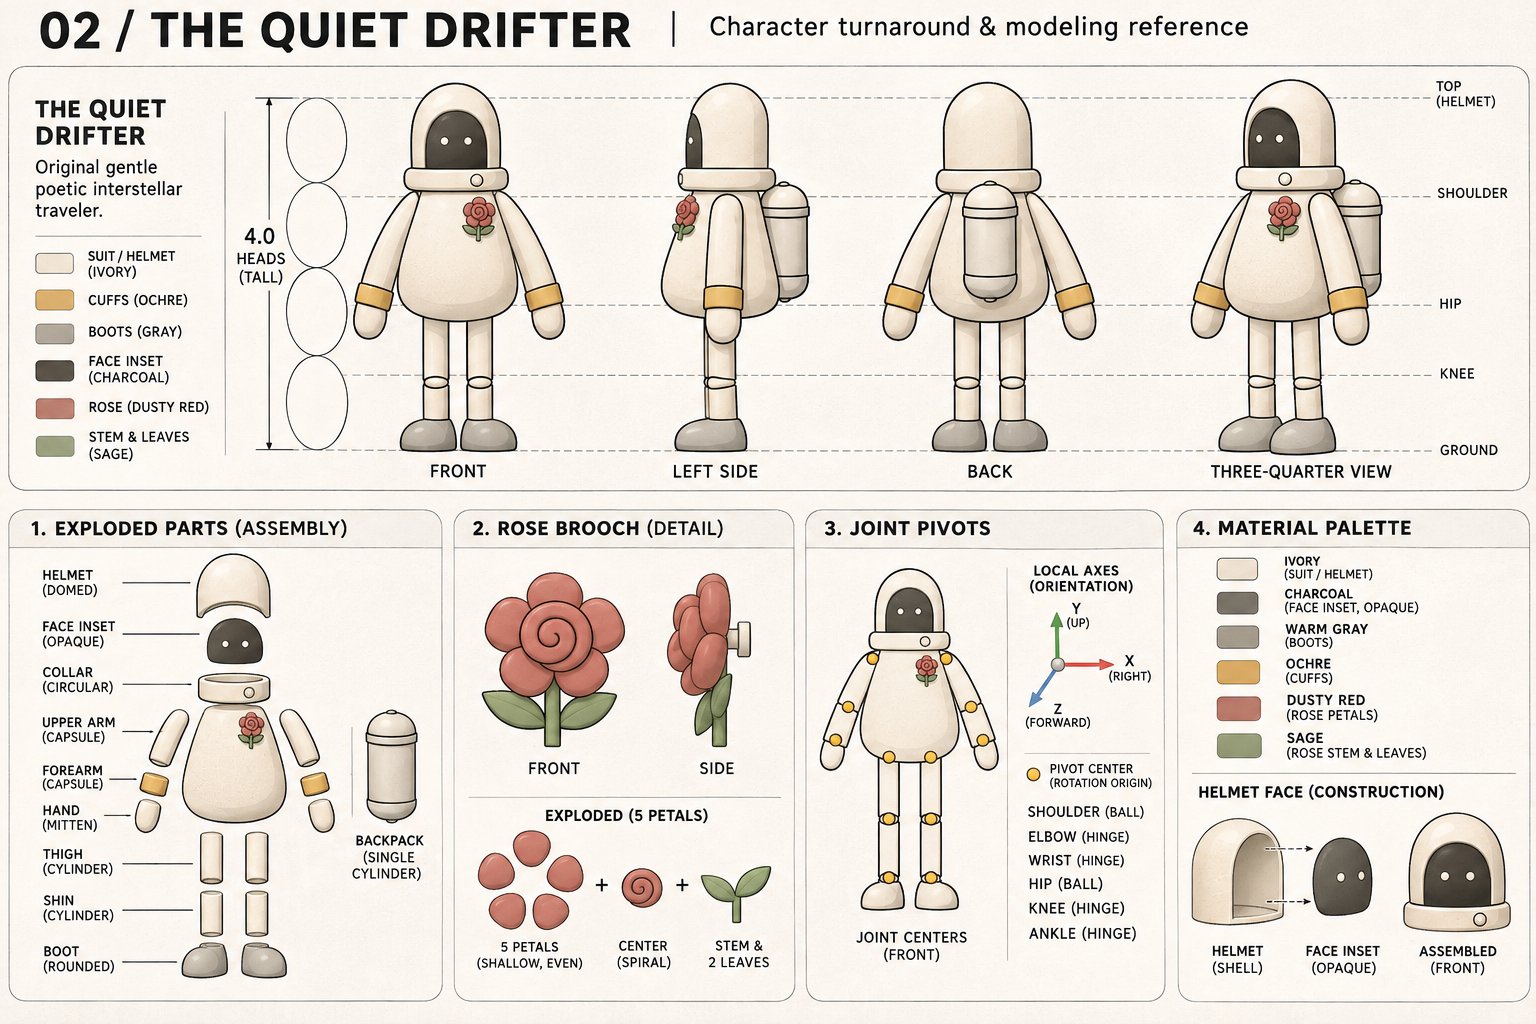 02 / THE QUIET DRIFTER | Character turnaround & modeling reference
THE QUIET
DRIFTER
Original gentle
poetic interstellar
traveler.
SUIT / HELMET
(IVORY)
CUFFS (OCHRE)
BOOTS (GRAY)
FACE INSET
(CHARCOAL)
ROSE (DUSTY RED)
STEM & LEAVES
(SAGE)
4.0
HEADS
(TALL)
TOP
(HELMET)
SHOULDER
HIP
KNEE
GROUND
FRONT
LEFT SIDE
BACK
THREE-QUARTER VIEW
1. EXPLODED PARTS (ASSEMBLY)
HELMET
(DOMED)
FACE INSET
(OPAQUE)
COLLAR
(CIRCULAR)
UPPER ARM
(CAPSULE)
FOREARM
(CAPSULE)
HAND
(MITTEN)
THIGH
(CYLINDER)
SHIN
(CYLINDER)
BOOT
(ROUNDED)
BACKPACK
(SINGLE
CYLINDER)
2. ROSE BROOCH (DETAIL)
FRONT
SIDE
EXPLODED (5 PETALS)
+
+
5 PETALS
(SHALLOW, EVEN)
CENTER
(SPIRAL)
STEM &
2 LEAVES
3. JOINT PIVOTS
JOINT CENTERS
(FRONT)
LOCAL AXES
(ORIENTATION)
Y
(UP)
X
(RIGHT)
Z
(FORWARD)
PIVOT CENTER
(ROTATION ORIGIN)
SHOULDER (BALL)
ELBOW (HINGE)
WRIST (HINGE)
HIP (BALL)
KNEE (HINGE)
ANKLE (HINGE)
4. MATERIAL PALETTE
IVORY
(SUIT / HELMET)
CHARCOAL
(FACE INSET, OPAQUE)
WARM GRAY
(BOOTS)
OCHRE
(CUFFS)
DUSTY RED
(ROSE PETALS)
SAGE
(ROSE STEM & LEAVES)
HELMET FACE (CONSTRUCTION)
HELMET
(SHELL)
FACE INSET
(OPAQUE)
ASSEMBLED
(FRONT)